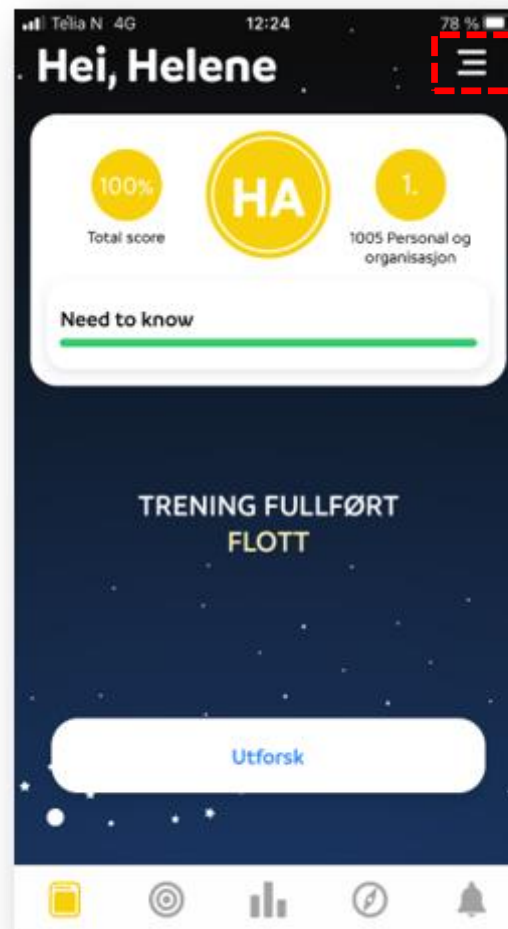 Telia N 4G 12:24 78 %
Hei, Helene
100%
HA
1.
Total score
1005 Personal og
organisasjon
Need to know
TRENING FULLFØRT
FLOTT
Utforsk